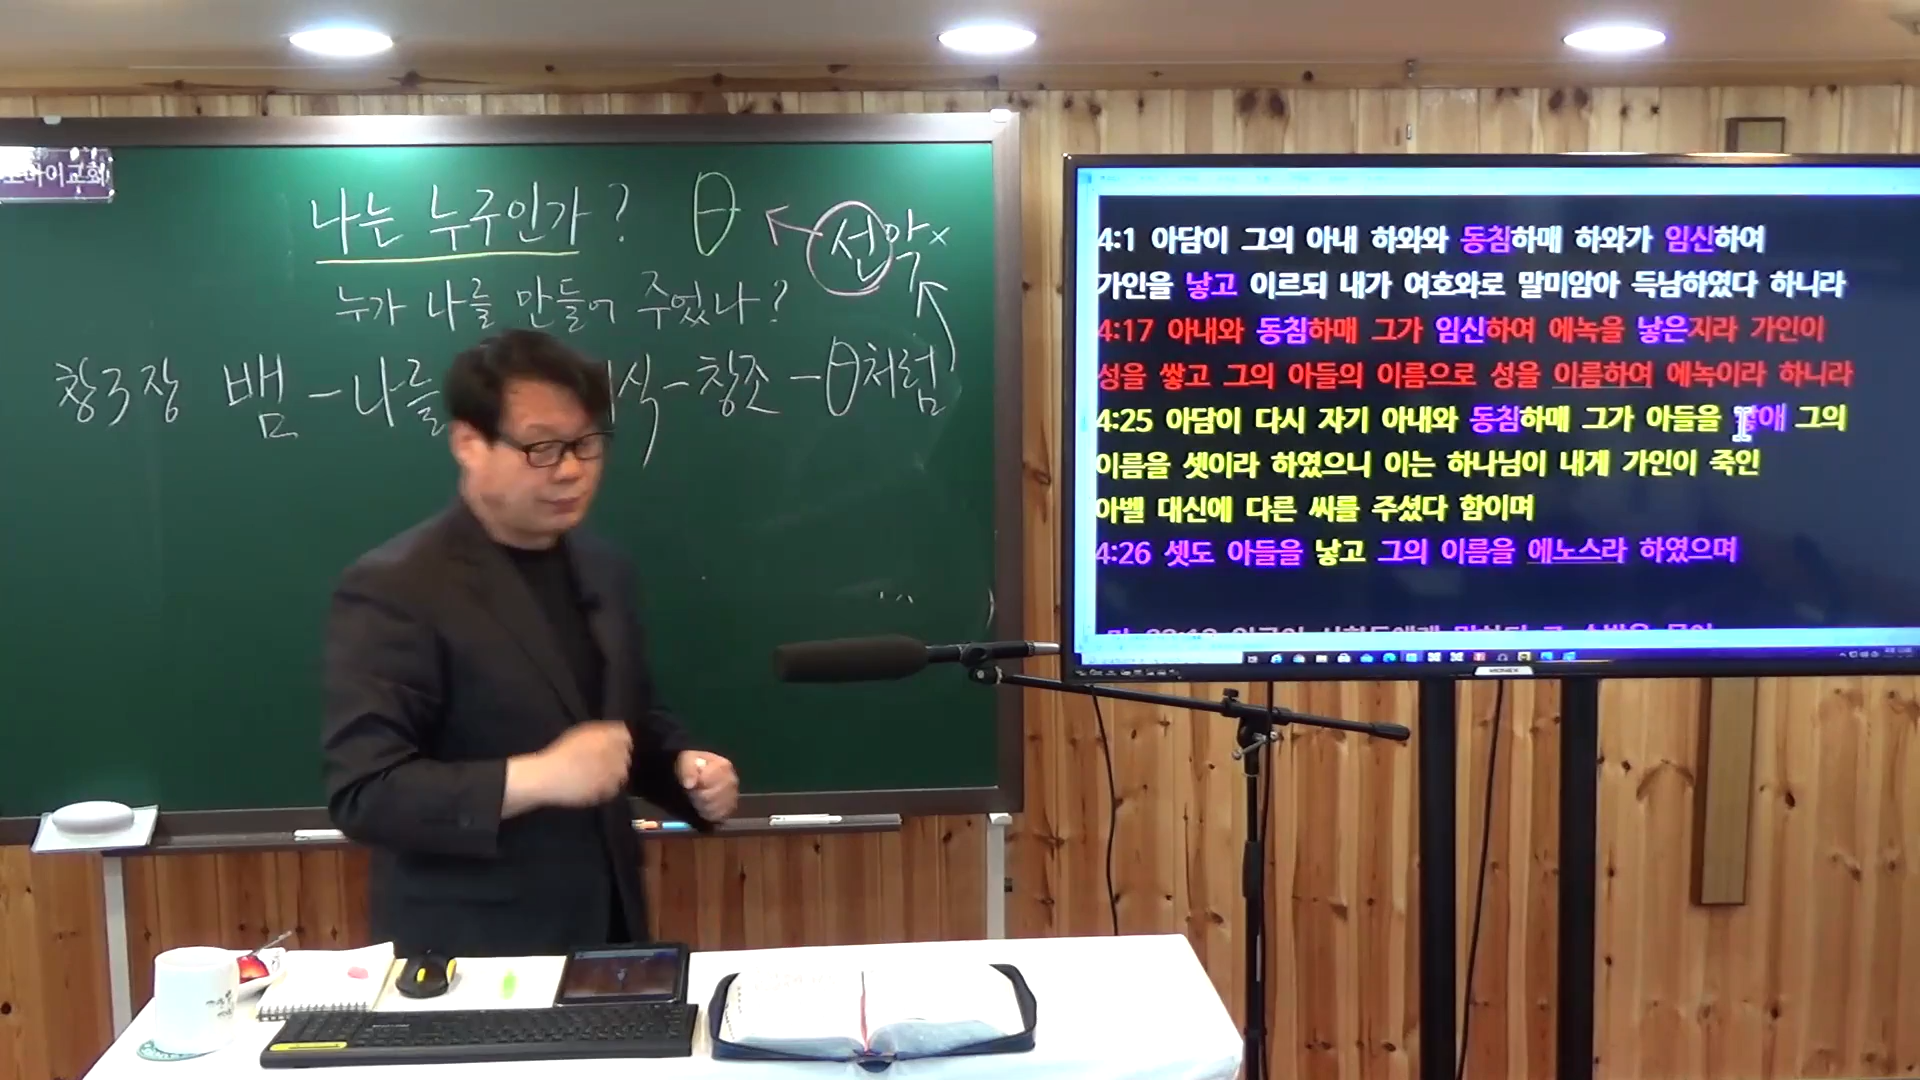 나는 누구인가? θ 선악×
누가 나를 만들어 주었나?
창3장 뱀-나를 식-창조-θ처럼
4:1 아담이 그의 아내 하와와 동침하매 하와가 임신하여
가인을 낳고 이르되 내가 여호와로 말미암아 득남하였다 하니라
4:17 아내와 동침하매 그가 임신하여 에녹을 낳은지라 가인이
성을 쌓고 그의 아들의 이름으로 성을 이름하여 에녹이라 하니라
4:25 아담이 다시 자기 아내와 동침하매 그가 아들을 낳아 그의
이름을 셋이라 하였으니 이는 하나님이 내게 가인이 죽인
아벨 대신에 다른 씨를 주셨다 함이며
4:26 셋도 아들을 낳고 그의 이름을 에노스라 하였으며